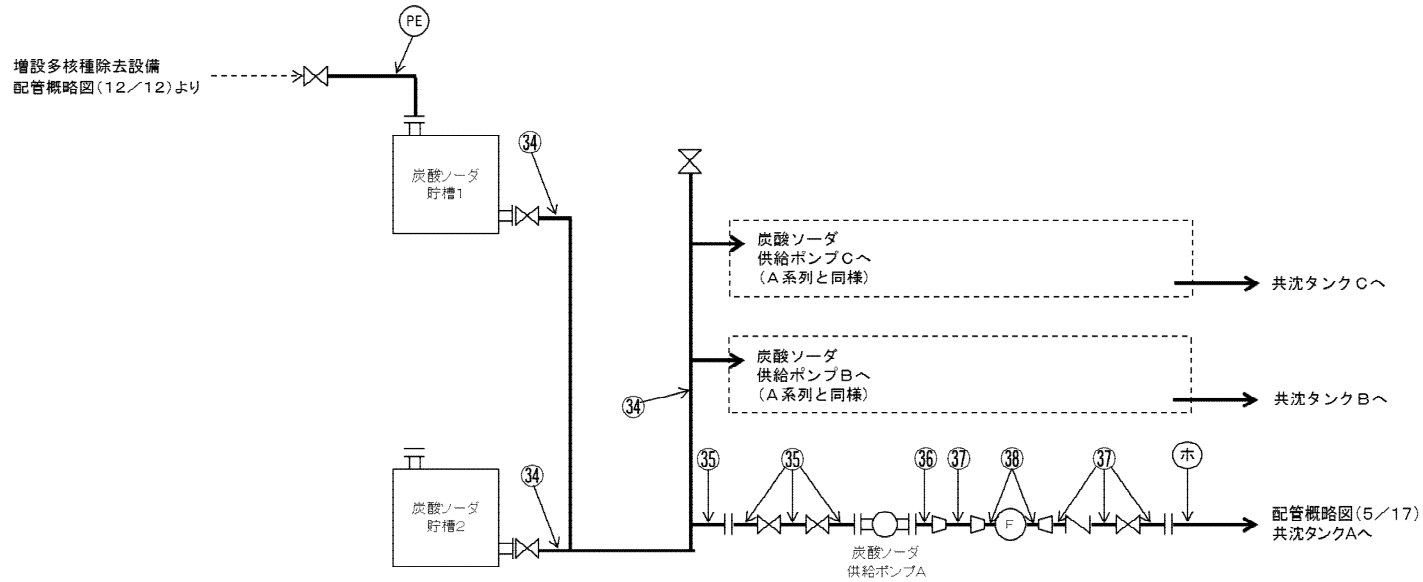 PE
増設多核種除去設備
配管概略図(12/12)より
炭酸ソーダ
貯槽1
㉞
㉞
炭酸ソーダ
供給ポンプCへ
(A系列と同様)
共沈タンクCへ
炭酸ソーダ
供給ポンプBへ
(A系列と同様)
共沈タンクBへ
㉞
炭酸ソーダ
貯槽2
㉟
㉟
㊱
㊲
㊳
㊲
ホ
F
炭酸ソーダ
供給ポンプA
配管概略図(5/17)
共沈タンクAへ